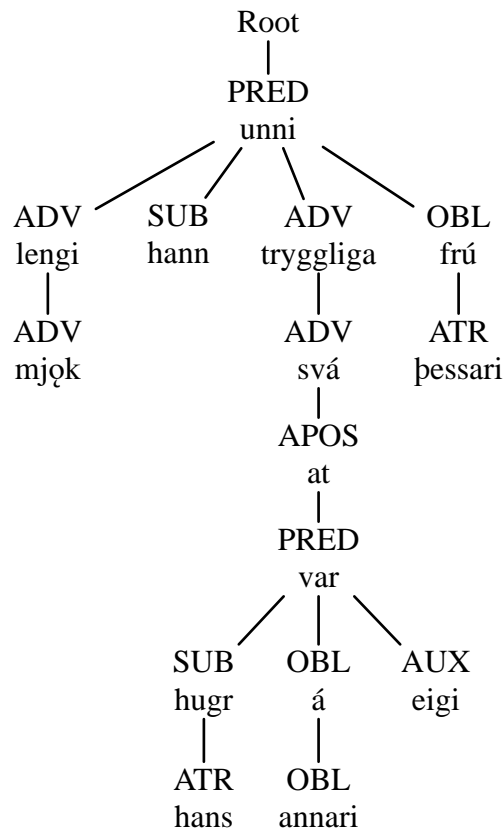 Root
PRED
unni
ADV SUB ADV OBL
lengi hann tryggliga frú
ADV ADV ATR
mjǫk svá þessari
APOS
at
PRED
var
SUB OBL AUX
hugr á eigi
ATR OBL
hans annari